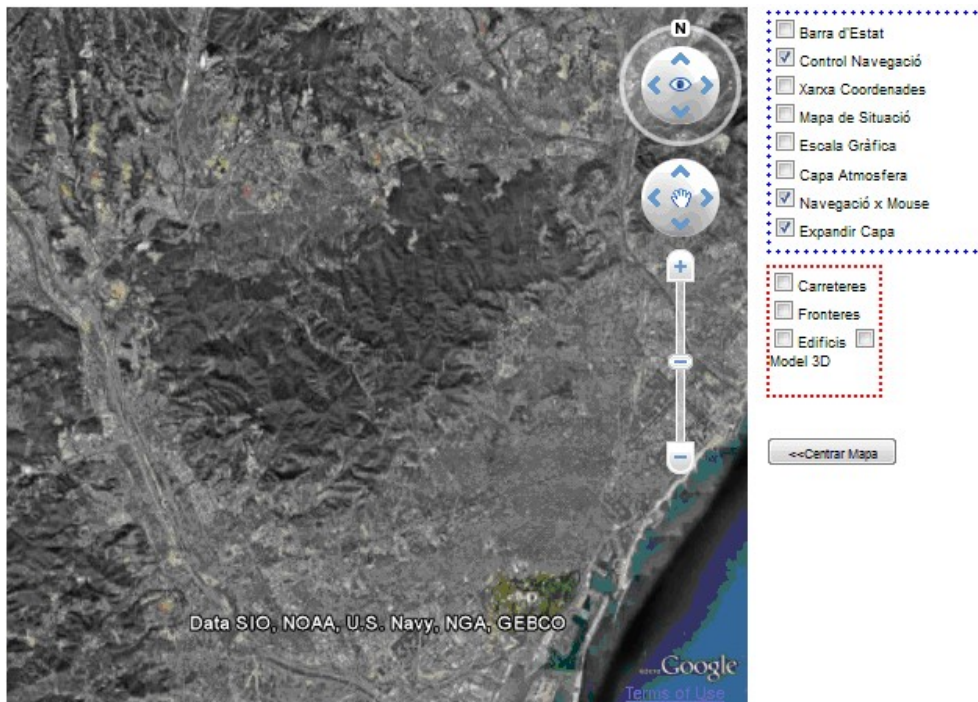 N
Data SIO, NOAA, U.S. Navy, NGA, GEBCO
Google
Terms of Use
Barra d'Estat
Control Navegació
Xarxa Coordenades
Mapa de Situació
Escala Gràfica
Capa Atmosfera
Navegació x Mouse
Expandir Capa
Carreteres
Fronteres
Edificis
Model 3D
<<Centrar Mapa